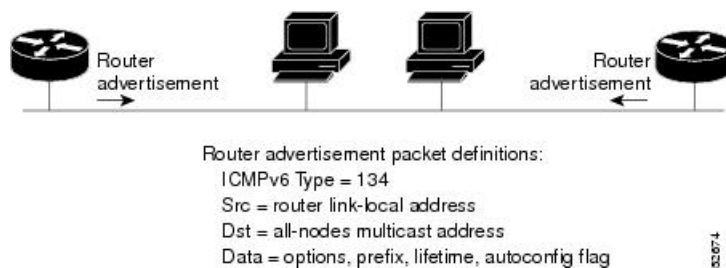 Router
advertisement
Router
advertisement
Router advertisement packet definitions:
ICMPv6 Type = 134
Src = router link-local address
Dst = all-nodes multicast address
Data = options, prefix, lifetime, autoconfig flag
52674